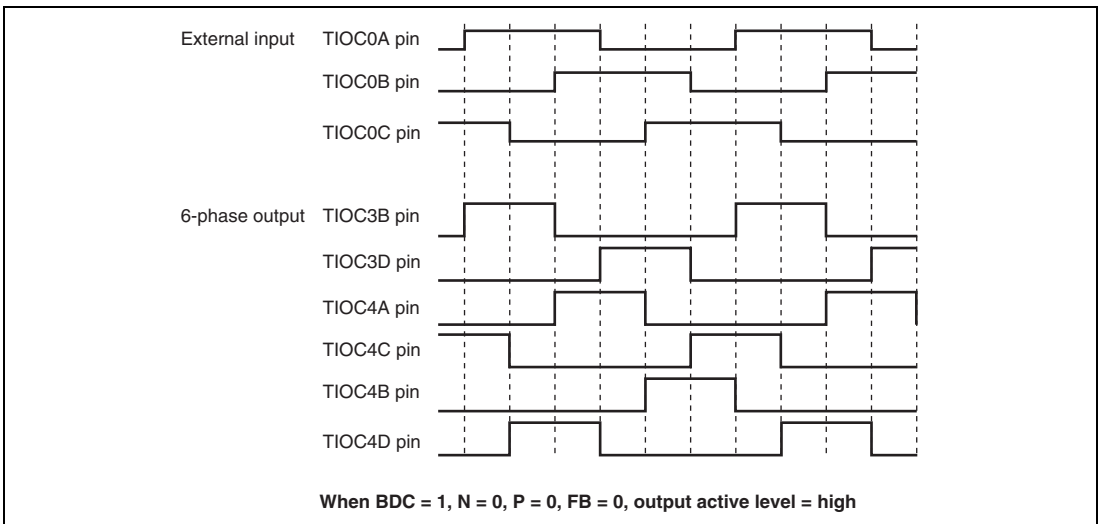 External input TIOC0A pin
TIOC0B pin
TIOC0C pin
6-phase output TIOC3B pin
TIOC3D pin
TIOC4A pin
TIOC4C pin
TIOC4B pin
TIOC4D pin
When BDC = 1, N = 0, P = 0, FB = 0, output active level = high